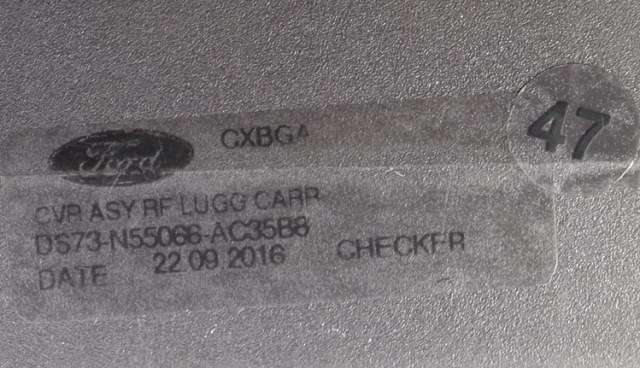 Ford
CXBGA
47
CVR ASY RF LUGG CARR
DS73-N55066-AC35B8
DATE 22 09 2016 CHECKER